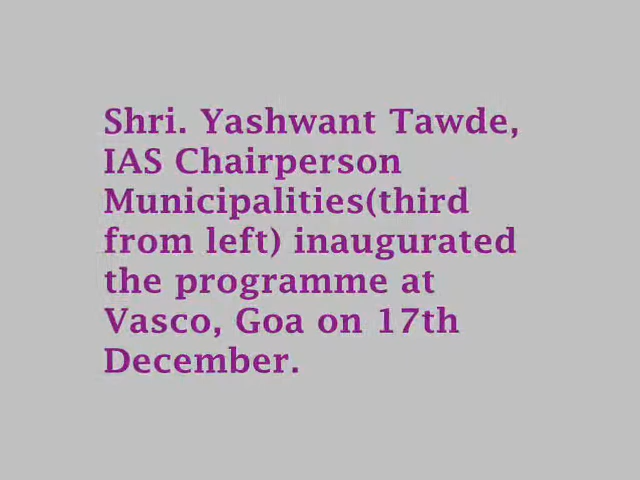 Shri. Yashwant Tawde,
IAS Chairperson
Municipalities(third
from left) inaugurated
the programme at
Vasco, Goa on 17th
December.